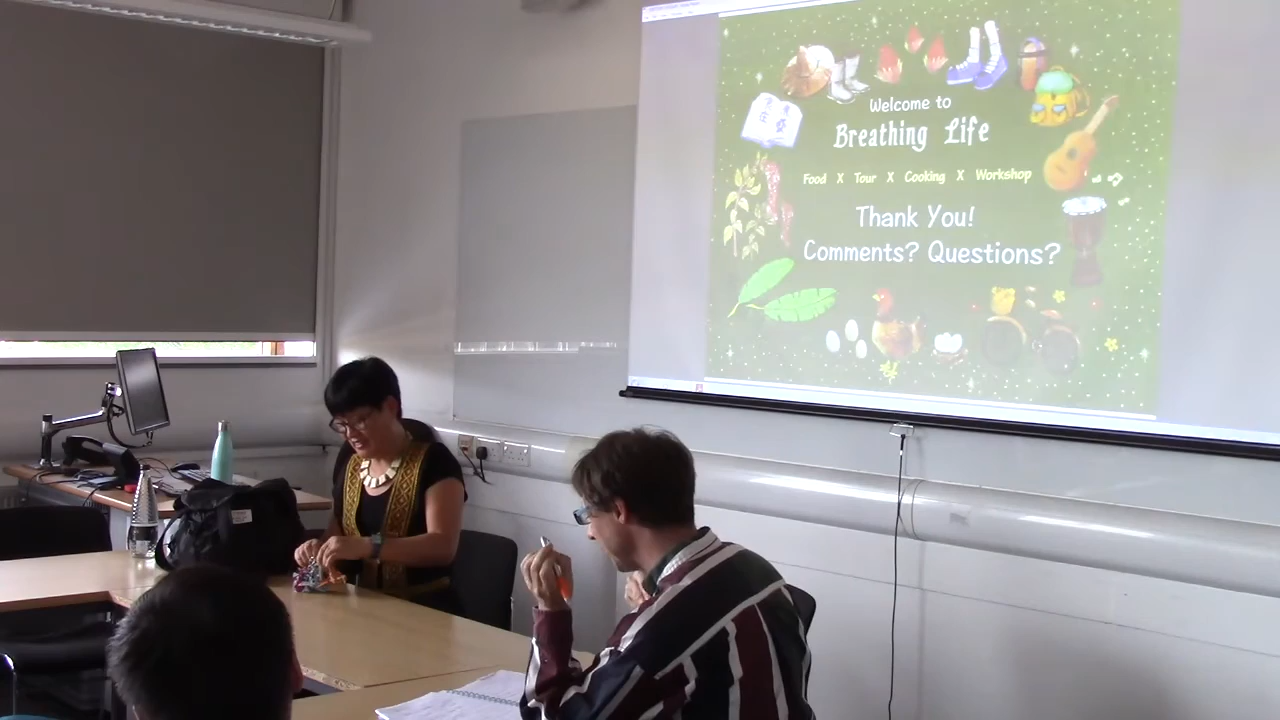 Welcome to
Breathing Life
Food X Tour X Cooking X Workshop
Thank You!
Comments? Questions?